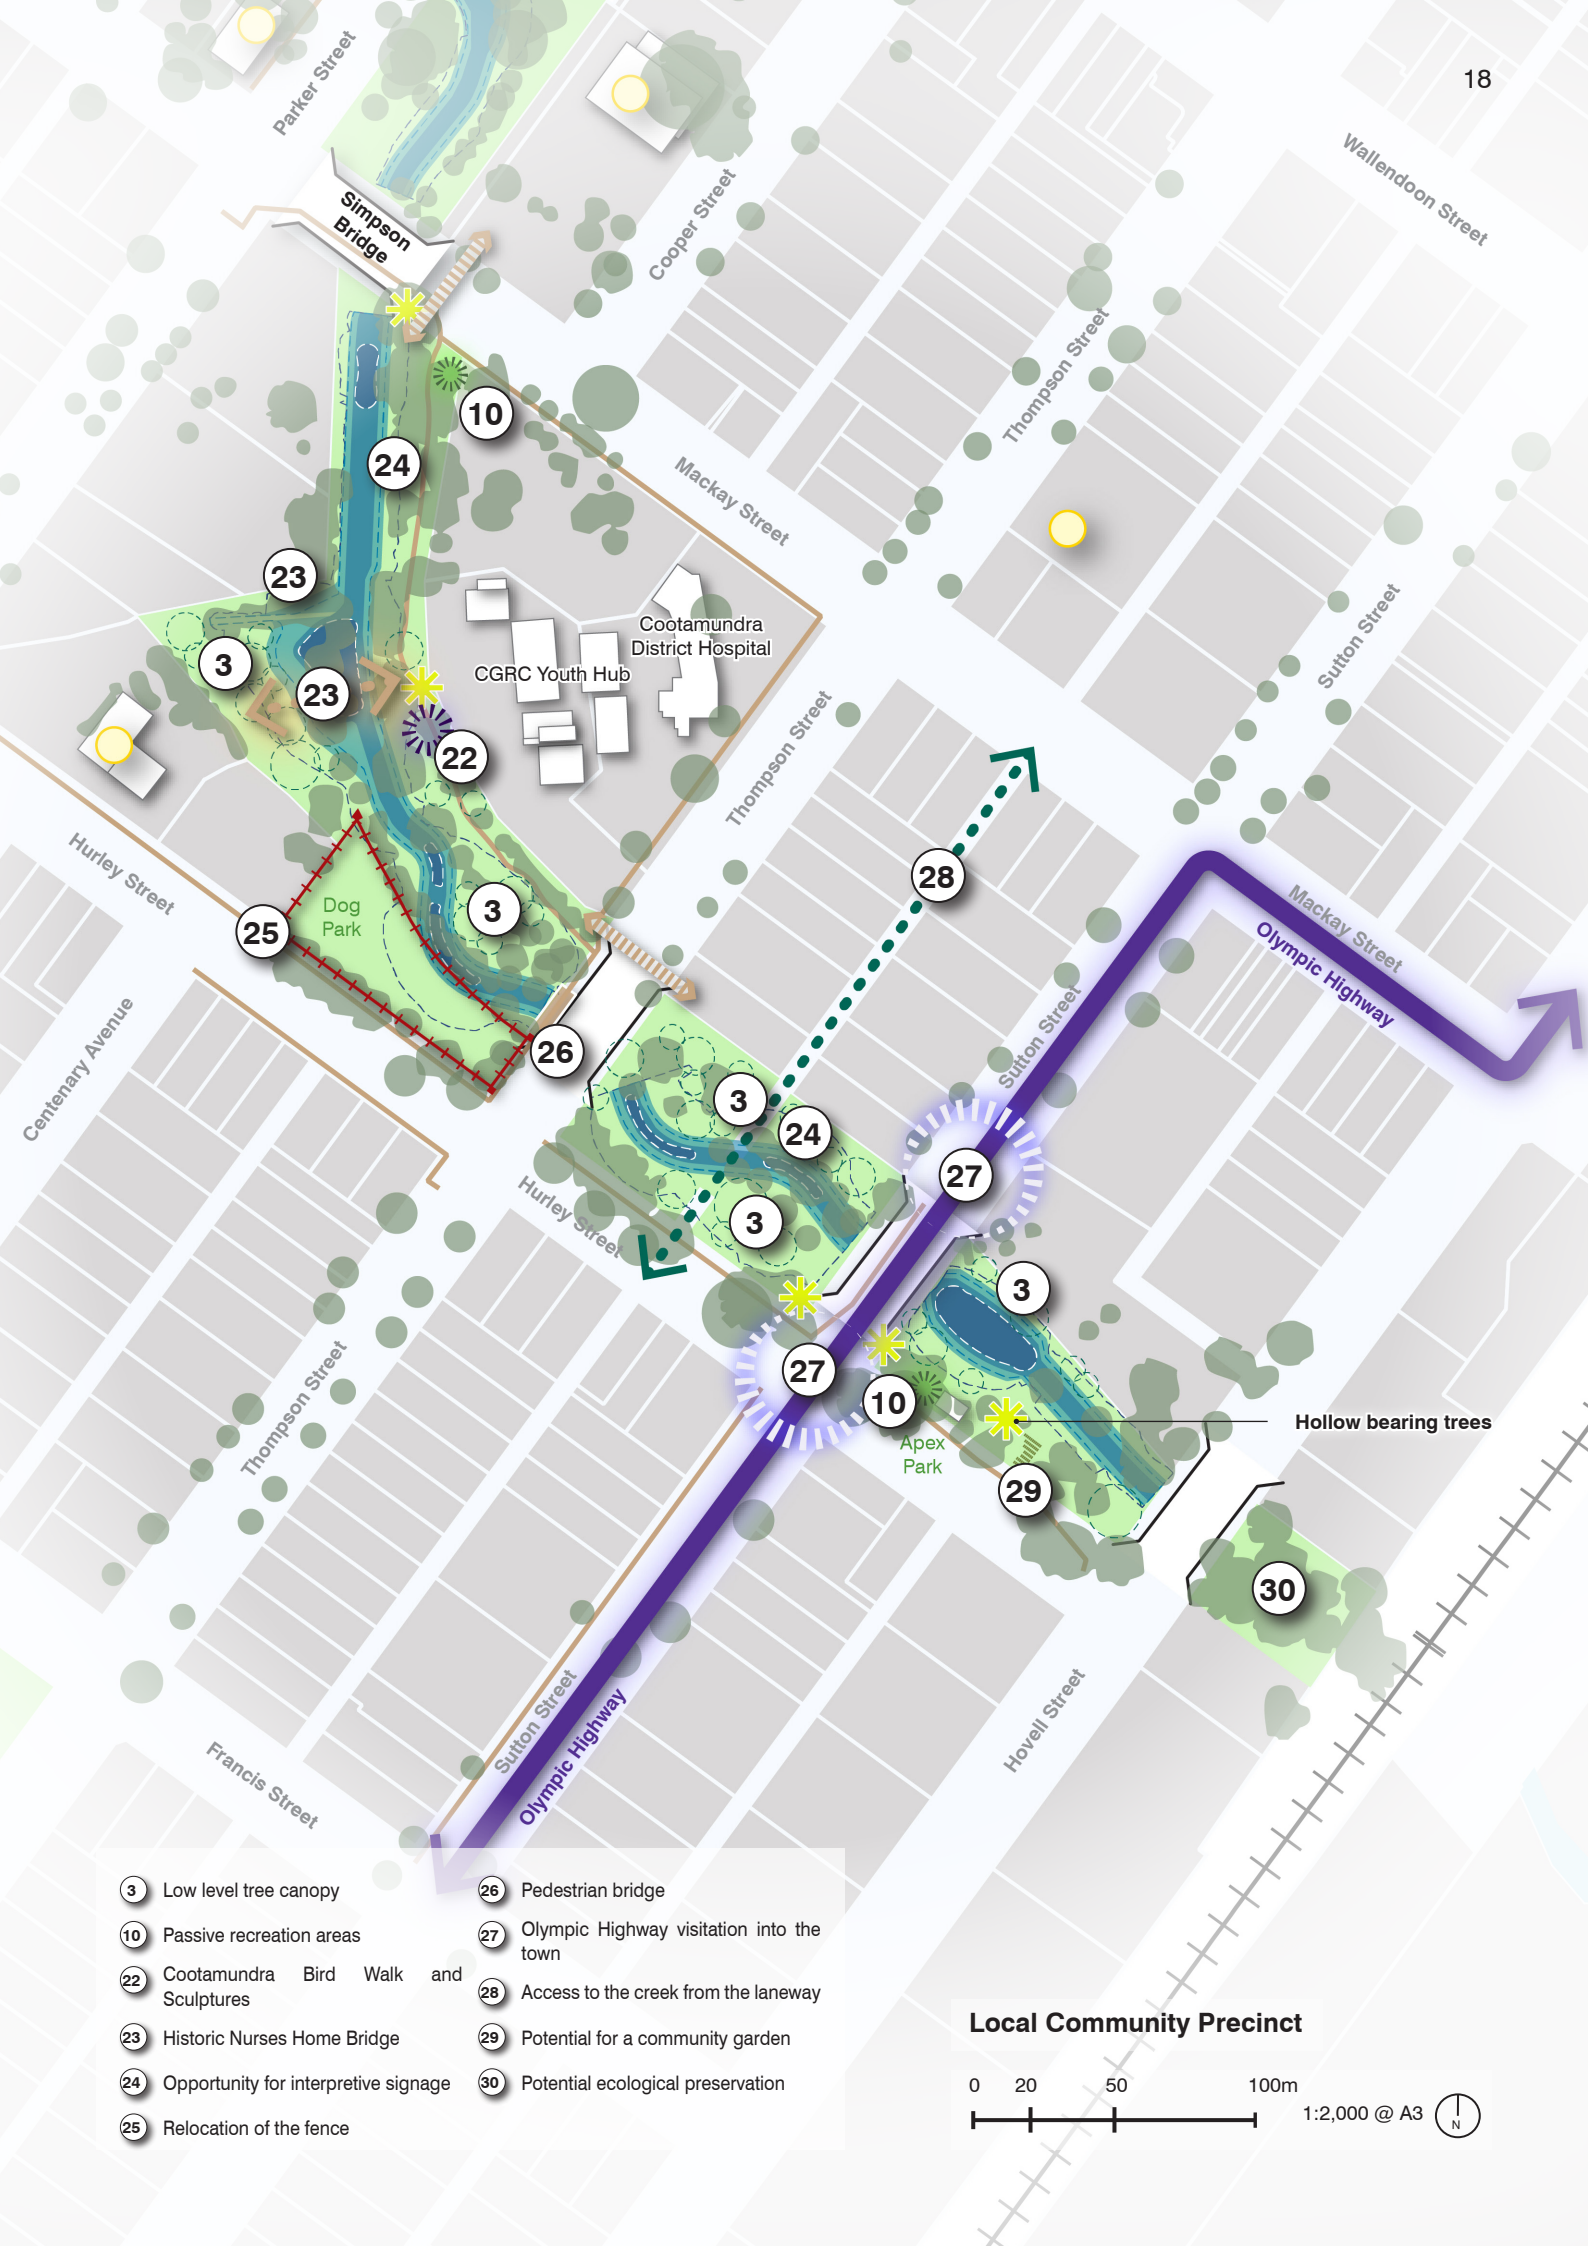 18
Parker Street
Wallendoon Street
Simpson
Bridge
Cooper Street
Thompson Street
10
24
Mackay Street
23
Sutton Street
Cootamundra
District Hospital
3
CGRC Youth Hub
23
22
Thompson Street
Hurley Street
28
Mackay Street
Olympic Highway
Dog
Park
3
25
Centenary Avenue
26
Sutton Street
3
24
27
Hurley Street
3
3
27
10
Hollow bearing trees
Apex
Park
Thompson Street
29
30
Sutton Street
Olympic Highway
Hovell Street
Francis Street
3 Low level tree canopy
10 Passive recreation areas
22 Cootamundra Bird Walk and
Sculptures
23 Historic Nurses Home Bridge
24 Opportunity for interpretive signage
25 Relocation of the fence
26 Pedestrian bridge
27 Olympic Highway visitation into the
town
28 Access to the creek from the laneway
29 Potential for a community garden
30 Potential ecological preservation
Local Community Precinct
0 20 50 100m
1:2,000 @ A3
N